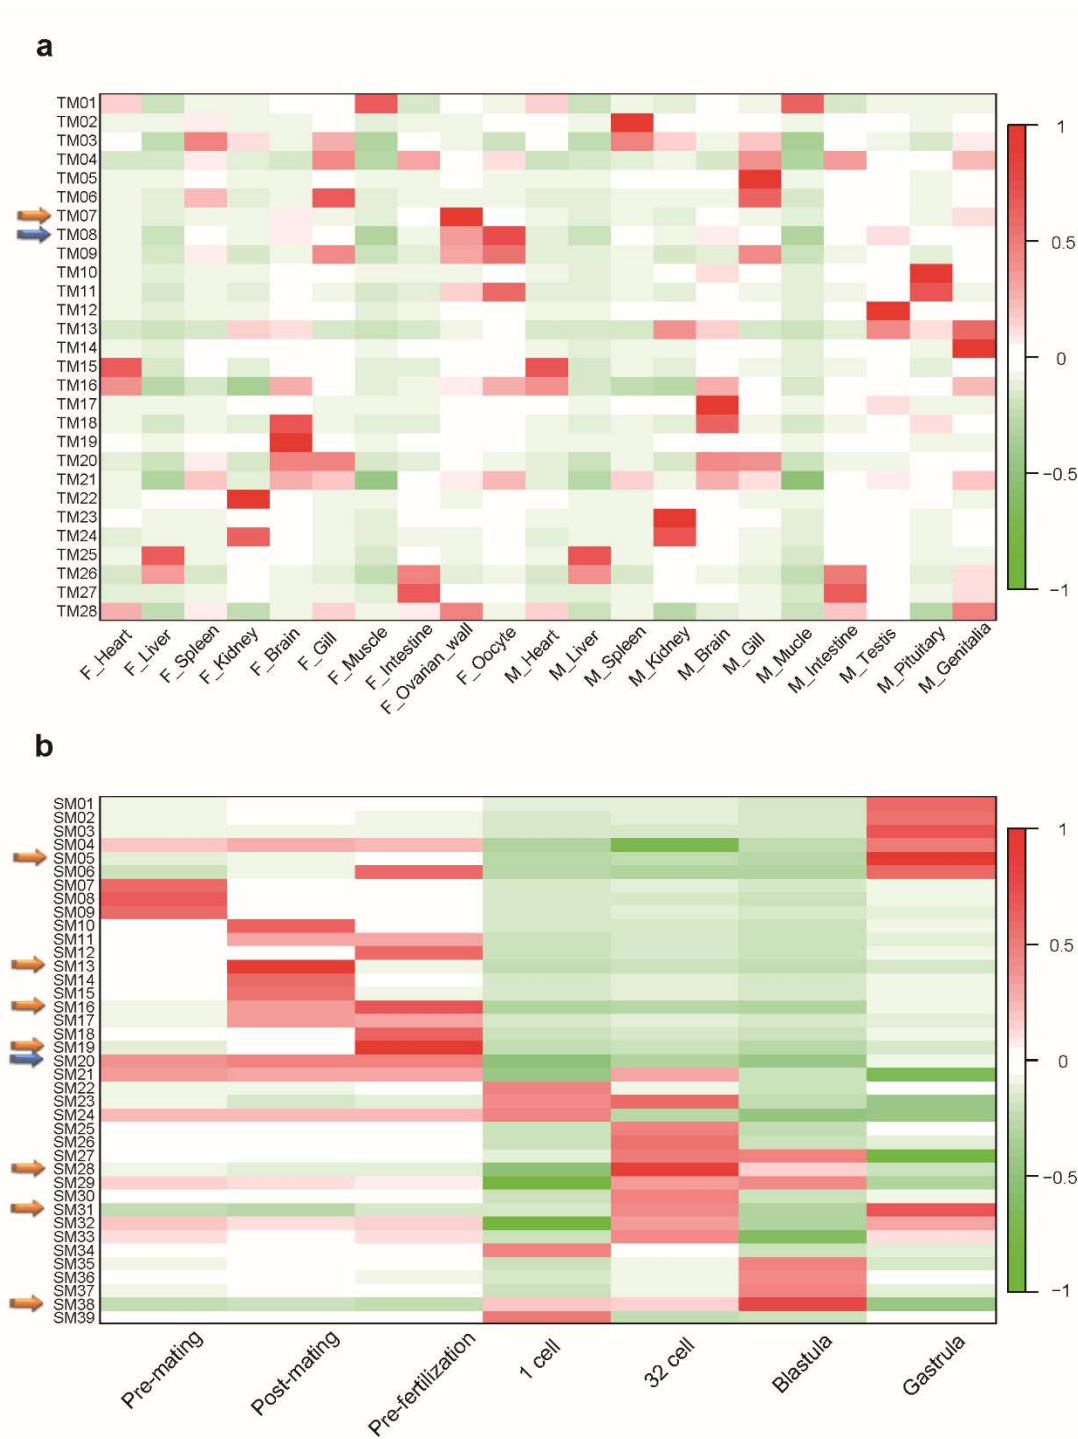 a
TM01
TM02
TM03
TM04
TM05
TM06
TM07
TM08
TM09
TM10
TM11
TM12
TM13
TM14
TM15
TM16
TM17
TM18
TM19
TM20
TM21
TM22
TM23
TM24
TM25
TM26
TM27
TM28
1
0.5
0
−0.5
−1
F_Heart
F_Liver
F_Spleen
F_Kidney
F_Brain
F_Gill
F_Muscle
F_Intestine
F_Ovarian_wall
F_Oocyte
M_Heart
M_Liver
M_Spleen
M_Kidney
M_Brain
M_Gill
M_Mucle
M_Intestine
M_Testis
M_Pituitary
M_Genitalia
b
SM01
SM02
SM03
SM04
SM05
SM06
SM07
SM08
SM09
SM10
SM11
SM12
SM13
SM14
SM15
SM16
SM17
SM18
SM19
SM20
SM21
SM22
SM23
SM24
SM25
SM26
SM27
SM28
SM29
SM30
SM31
SM32
SM33
SM34
SM35
SM36
SM37
SM38
SM39
1
0.5
0
−0.5
−1
Pre-mating
Post-mating
Pre-fertilization
1 cell
32 cell
Blastula
Gastrula